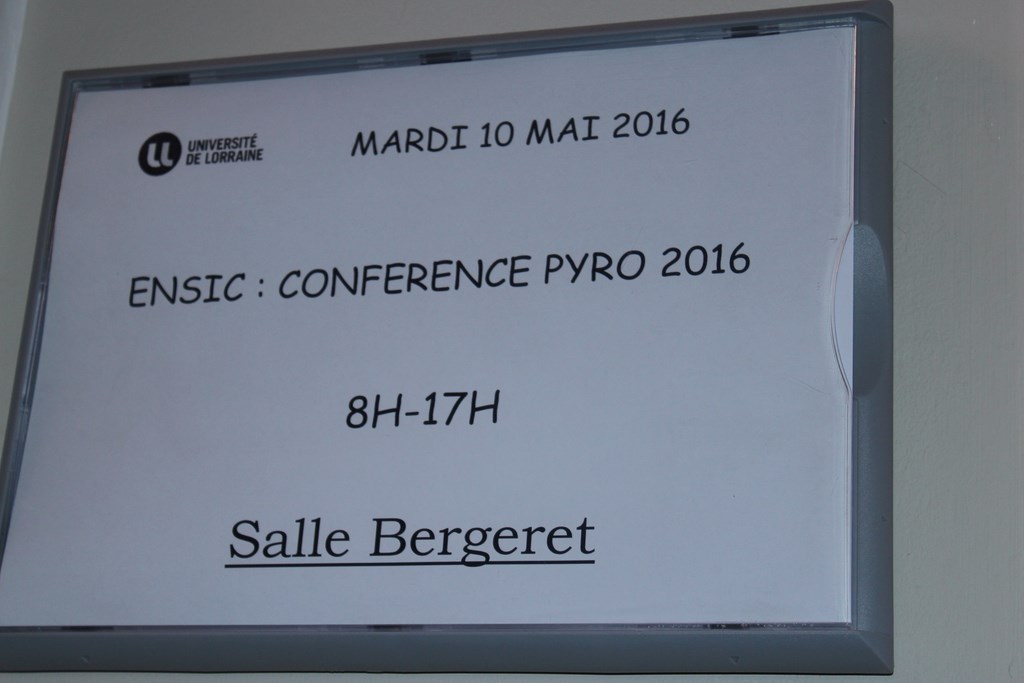 UNIVERSITÉ
DE LORRAINE
MARDI 10 MAI 2016
ENSIC : CONFERENCE PYRO 2016
8H-17H
Salle Bergeret